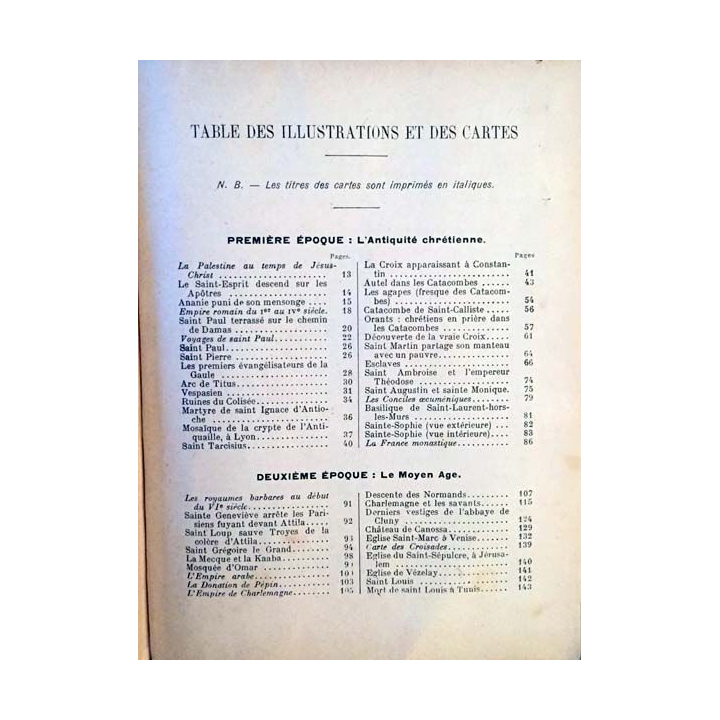 TABLE DES ILLUSTRATIONS ET DES CARTES
N. B. — Les titres des cartes sont imprimés en italiques.
PREMIÈRE ÉPOQUE : L'Antiquité chrétienne.
Pages.
La Palestine au temps de Jésus-
Christ ........................ 13
Le Saint-Esprit descend sur les
Apôtres ........................ 14
Ananie puni de son mensonge .... 15
Empire romain du Ier au IVe siècle. 18
Saint Paul terrassé sur le chemin
de Damas ........................ 20
Voyages de saint Paul........... 22
Saint Paul...................... 26
Saint Pierre ................... 26
Les premiers évangélisateurs de la
Gaule .......................... 28
Arc de Titus.................... 30
Vespasien ...................... 31
Ruines du Colisée............... 34
Martyre de saint Ignace d'Antio-
che ............................ 36
Mosaïque de la crypte de l'Anti-
quaille, à Lyon................. 37
Saint Tarcisius................. 40
Pages
La Croix apparaissant à Constan-
tin ............................ 41
Autel dans les Catacombes ...... 43
Les agapes (fresque des Catacom-
bes) ........................... 54
Catacombe de Saint-Calliste .... 56
Orants : chrétiens en prière dans
les Catacombes ................. 57
Découverte de la vraie Croix.... 61
Saint Martin partage son manteau
avec un pauvre.................. 64
Esclaves ....................... 66
Saint Ambroise et l'empereur
Théodose ....................... 74
Saint Augustin et sainte Monique. 75
Les Conciles œcuméniques........ 79
Basilique de Saint-Laurent-hors-
les-Murs ....................... 81
Sainte-Sophie (vue extérieure) ... 82
Sainte-Sophie (vue intérieure).... 83
La France monastique............ 86
DEUXIÈME ÉPOQUE : Le Moyen Age.
Les royaumes barbares au début
du VIe siècle................... 91
Sainte Geneviève arrête les Pari-
siens fuyant devant Attila...... 92
Saint Loup sauve Troyes de la
colère d'Attila.................
Saint Grégoire le Grand......... 94
La Mecque et la Kaaba........... 98
Mosquée d'Omar .................
L'Empire arabe..................
La Donation de Pépin............ 103
L'Empire de Charlemagne......... 105
Descente des Normands........... 107
Charlemagne et les savants...... 115
Derniers vestiges de l'abbaye de
Cluny .......................... 124
Château de Canossa.............. 129
Eglise Saint-Marc à Venise...... 132
Carte des Croisades............. 139
Eglise du Saint-Sépulcre, à Jérusa-
lem ............................ 140
Eglise de Vézelay............... 141
Saint Louis .................... 142
Mort de saint Louis à Tunis..... 143